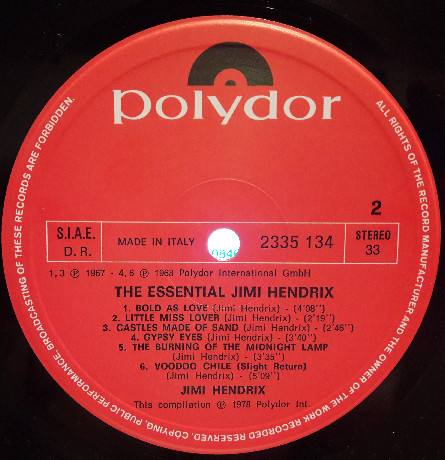 polydor
2
S.I.A.E.
D. R.
MADE IN ITALY
2335 134
STEREO
33
1, 3 ℗ 1967 - 4, 6 ℗ 1963 Polydor International GmbH
THE ESSENTIAL JIMI HENDRIX
1. BOLD AS LOVE (Jimi Hendrix) - (4'08'')
2. LITTLE MISS LOVER (Jimi Hendrix) - (2'19'')
3. CASTLES MADE OF SAND (Jimi Hendrix) - (2'46'')
4. GYPSY EYES (Jimi Hendrix) - (3'40'')
5. THE BURNING OF THE MIDNIGHT LAMP
(Jimi Hendrix) - (3'35'')
6. VOODOO CHILE (Slight Return)
(Jimi Hendrix) - (5'09'')
JIMI HENDRIX
This compilation ℗ 1978 Polydor Int.
ALL RIGHTS OF THE RECORD MANUFACTURER AND THE OWNER OF THE WORK RECORDED RESERVED. COPYING, PUBLIC PERFORMANCE, BROADCASTING OF THESE RECORDS ARE FORBIDDEN.